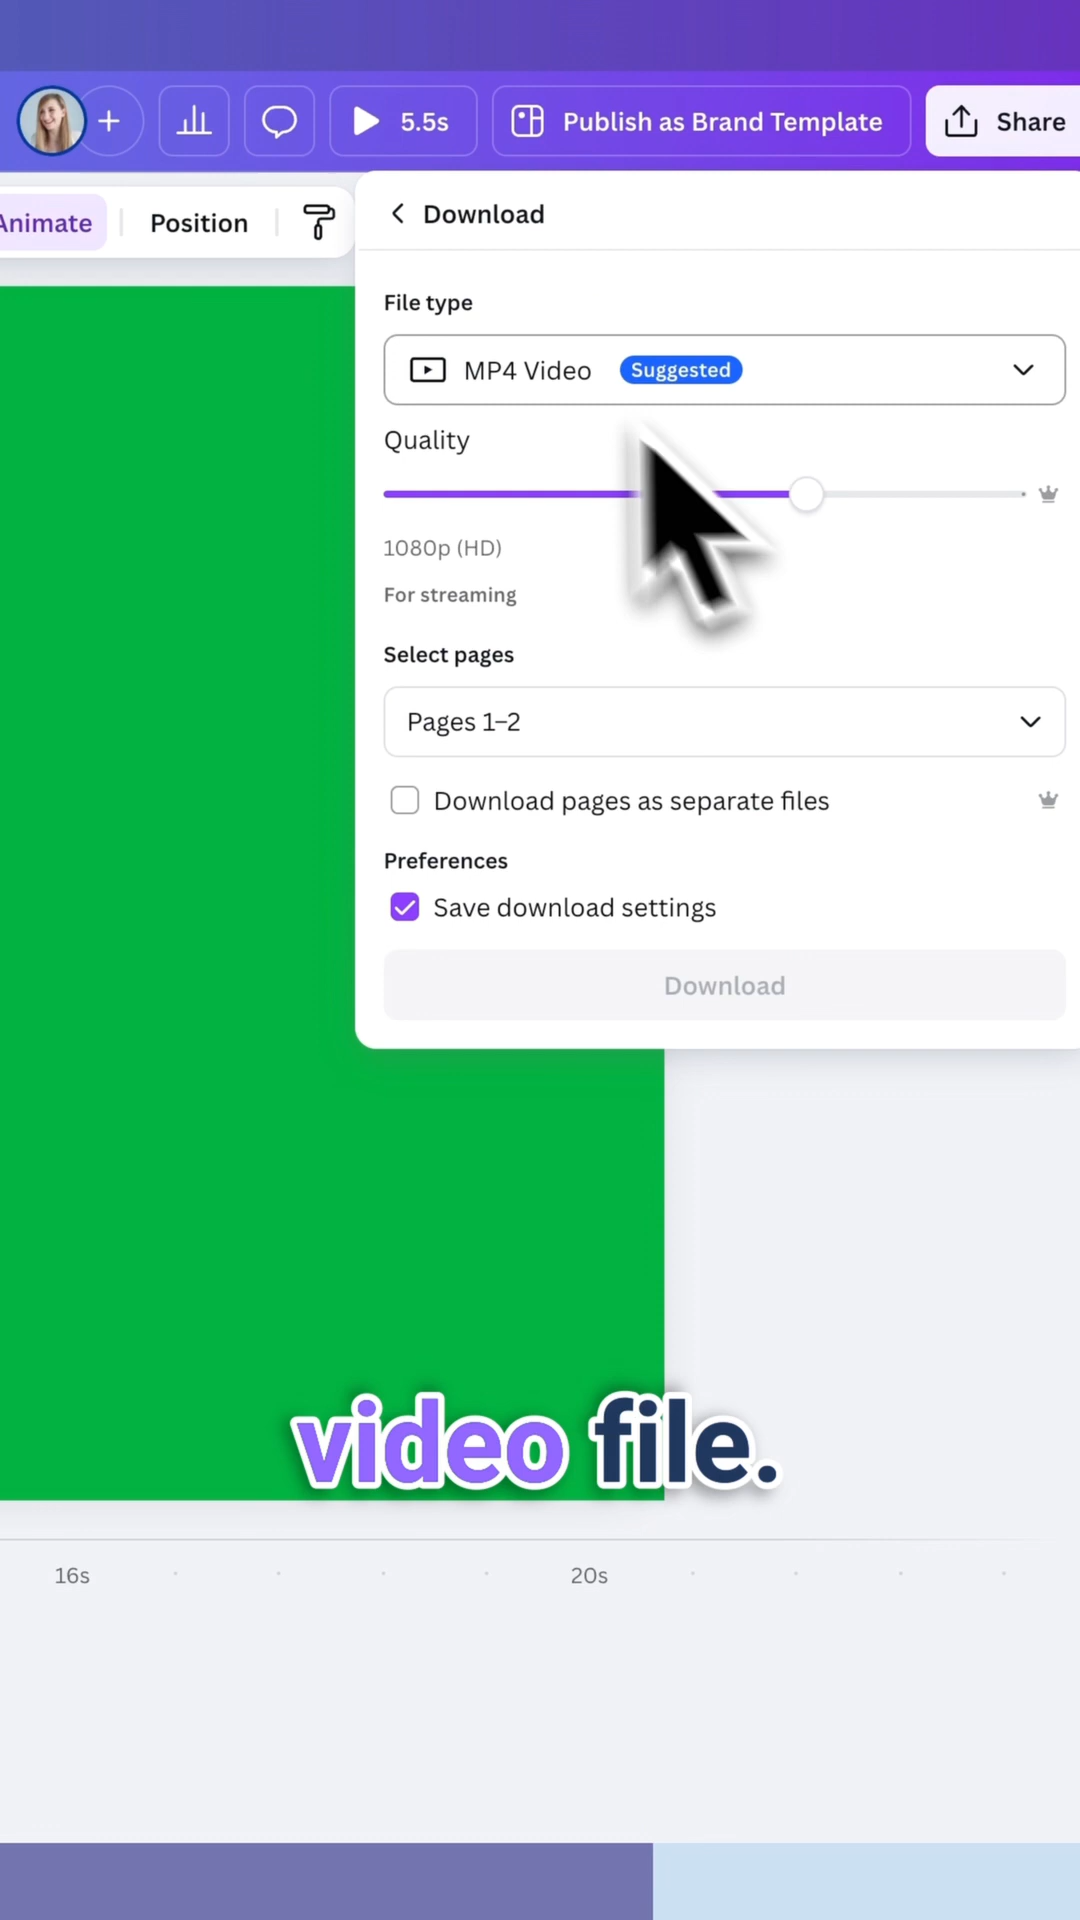 5.5s
Publish as Brand Template
Share
Animate
Position
Download
File type
MP4 Video
Suggested
Quality
1080p (HD)
For streaming
Select pages
Pages 1–2
Download pages as separate files
Preferences
Save download settings
Download
video file.
16s
20s